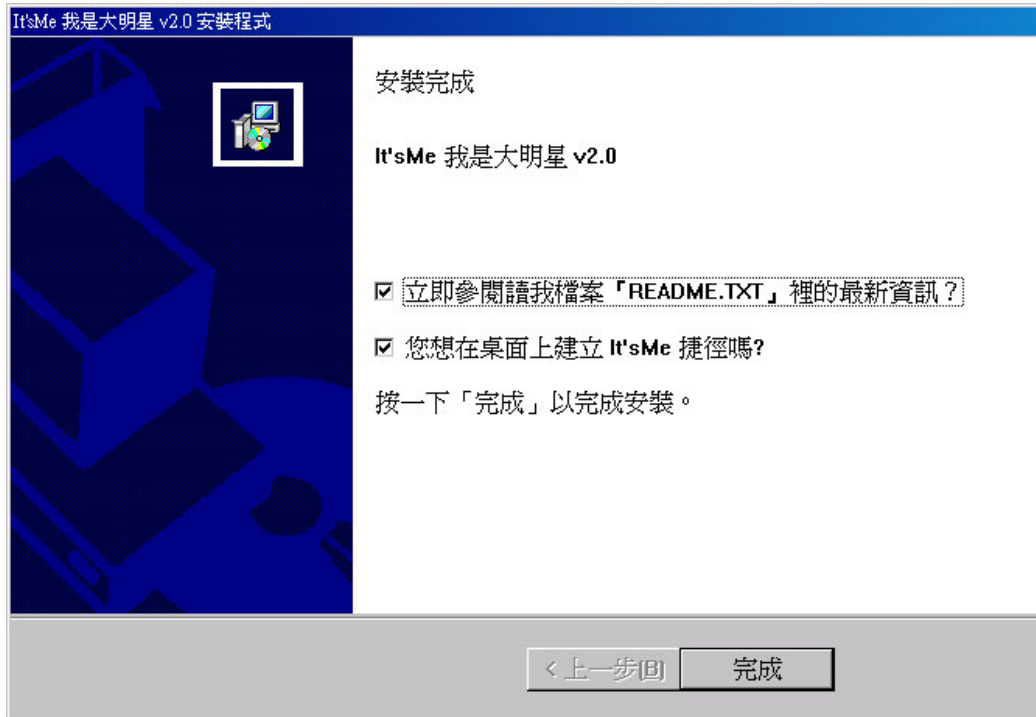 It'sMe 我是大明星 v2.0 安裝程式
安裝完成
It'sMe 我是大明星 v2.0
立即參閱讀我檔案「README.TXT」裡的最新資訊？
您想在桌面上建立 It'sMe 捷徑嗎?
按一下「完成」以完成安裝。
< 上一步(B)
完成